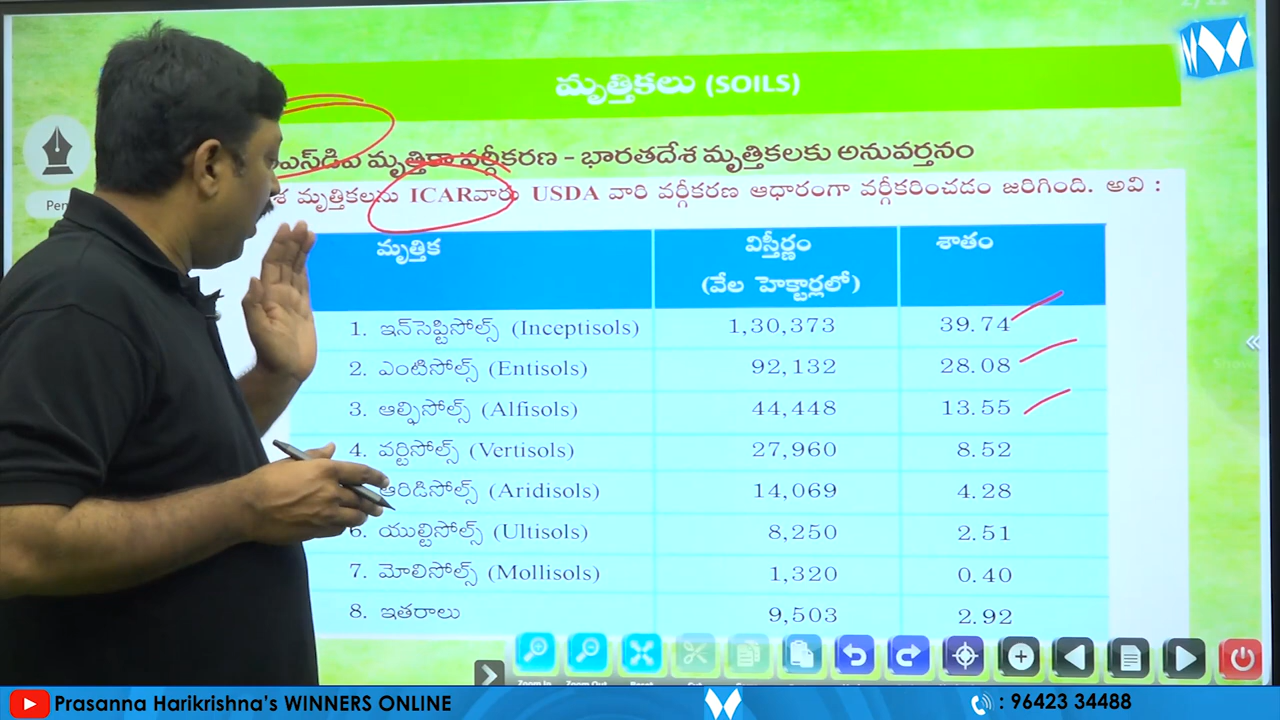 మృత్తికలు (SOILS)
మృత్తికా వర్గీకరణ – భారతదేశ మృత్తికలకు అనువర్తనం
మృత్తికలను ICARవారు USDA వారి వర్గీకరణ ఆధారంగా వర్గీకరించడం జరిగింది. అవి :
మృత్తిక విస్తీర్ణం (వేల హెక్టార్లలో) శాతం
1. ఇన్‌సెప్టిసోల్స్ (Inceptisols) 1,30,373 39.74
2. ఎంటిసోల్స్ (Entisols) 92,132 28.08
3. ఆల్ఫిసోల్స్ (Alfisols) 44,448 13.55
4. వర్టిసోల్స్ (Vertisols) 27,960 8.52
ఆరిడిసోల్స్ (Aridisols) 14,069 4.28
6. యుల్టిసోల్స్ (Ultisols) 8,250 2.51
7. మోలిసోల్స్ (Mollisols) 1,320 0.40
8. ఇతరాలు 9,503 2.92
Prasanna Harikrishna's WINNERS ONLINE : 96423 34488